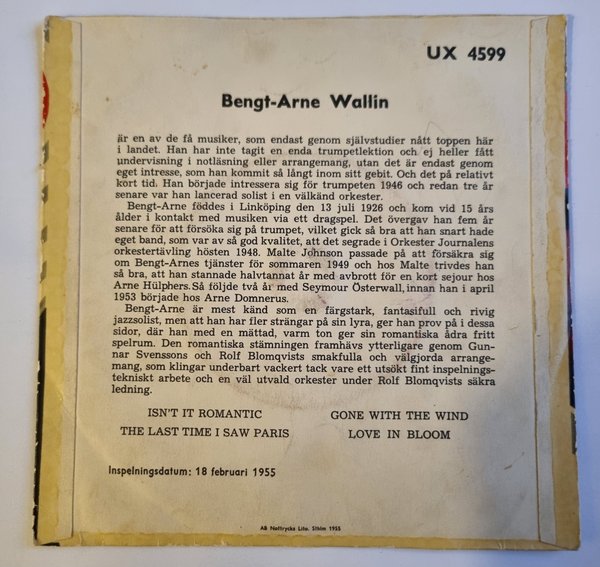 UX 4599
Bengt-Arne Wallin
är en av de få musiker, som endast genom självstudier nått toppen här
i landet. Han har inte tagit en enda trumpetlektion och ej heller fått
undervisning i notläsning eller arrangemang, utan det är endast genom
eget intresse, som han kommit så långt inom sitt gebit. Och det på relativt
kort tid. Han började intressera sig för trumpeten 1946 och redan tre år
senare var han lancerad solist i en välkänd orkester.
Bengt-Arne föddes i Linköping den 13 juli 1926 och kom vid 15 års
ålder i kontakt med musiken via ett dragspel. Det övergav han fem år
senare för att försöka sig på trumpet, vilket gick så bra att han snart hade
eget band, som var av så god kvalitet, att det segrade i Orkester Journalens
orkestertävling hösten 1948. Malte Johnson passade på att försäkra sig
om Bengt-Arnes tjänster för sommaren 1949 och hos Malte trivdes han
så bra, att han stannade halvtannat år med avbrott för en kort sejour hos
Arne Hülphers. Så följde två år med Seymour Österwall, innan han i april
1953 började hos Arne Domnerus.
Bengt-Arne är mest känd som en färgstark, fantasifull och rivig
jazzsolist, men att han har fler strängar på sin lyra, ger han prov på i dessa
sidor, där han med en mättad, varm ton ger sin romantiska ådra fritt
spelrum. Den romantiska stämningen framhävs ytterligare genom Gun-
nar Svenssons och Rolf Blomqvists smakfulla och välgjorda arrange-
mang, som klingar underbart vackert tack vare ett utsökt fint inspelnings-
tekniskt arbete och en väl utvald orkester under Rolf Blomqvists säkra
ledning.
ISN'T IT ROMANTIC GONE WITH THE WIND
THE LAST TIME I SAW PARIS LOVE IN BLOOM
Inspelningsdatum: 18 februari 1955
AB Nottrycks Lito. Sthlm 1955